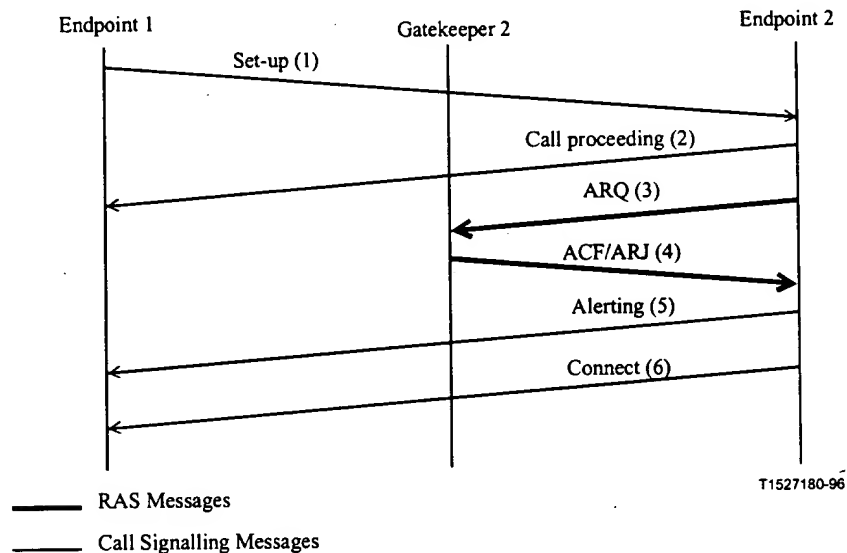 Endpoint 1
Gatekeeper 2
Endpoint 2
Set-up (1)
Call proceeding (2)
ARQ (3)
ACF/ARJ (4)
Alerting (5)
Connect (6)
T1527180-96
RAS Messages
Call Signalling Messages